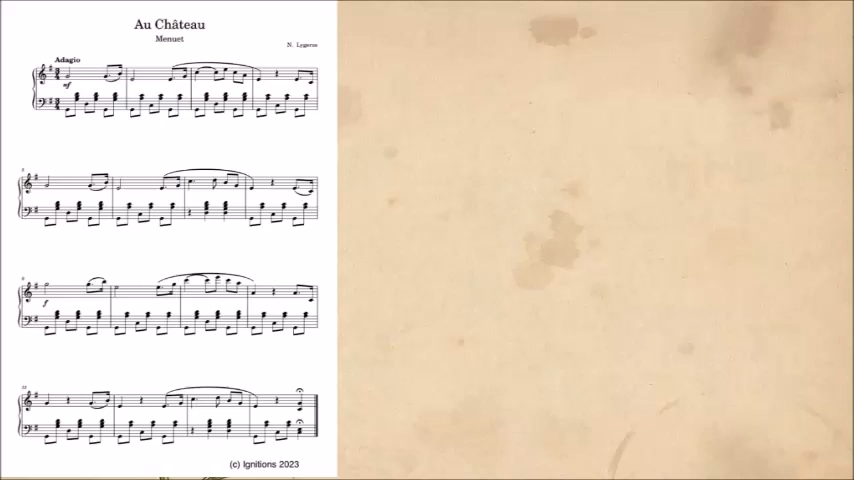 Au Château
Menuet
N. Lygeros
Adagio
mf
f
(c) Ignitions 2023